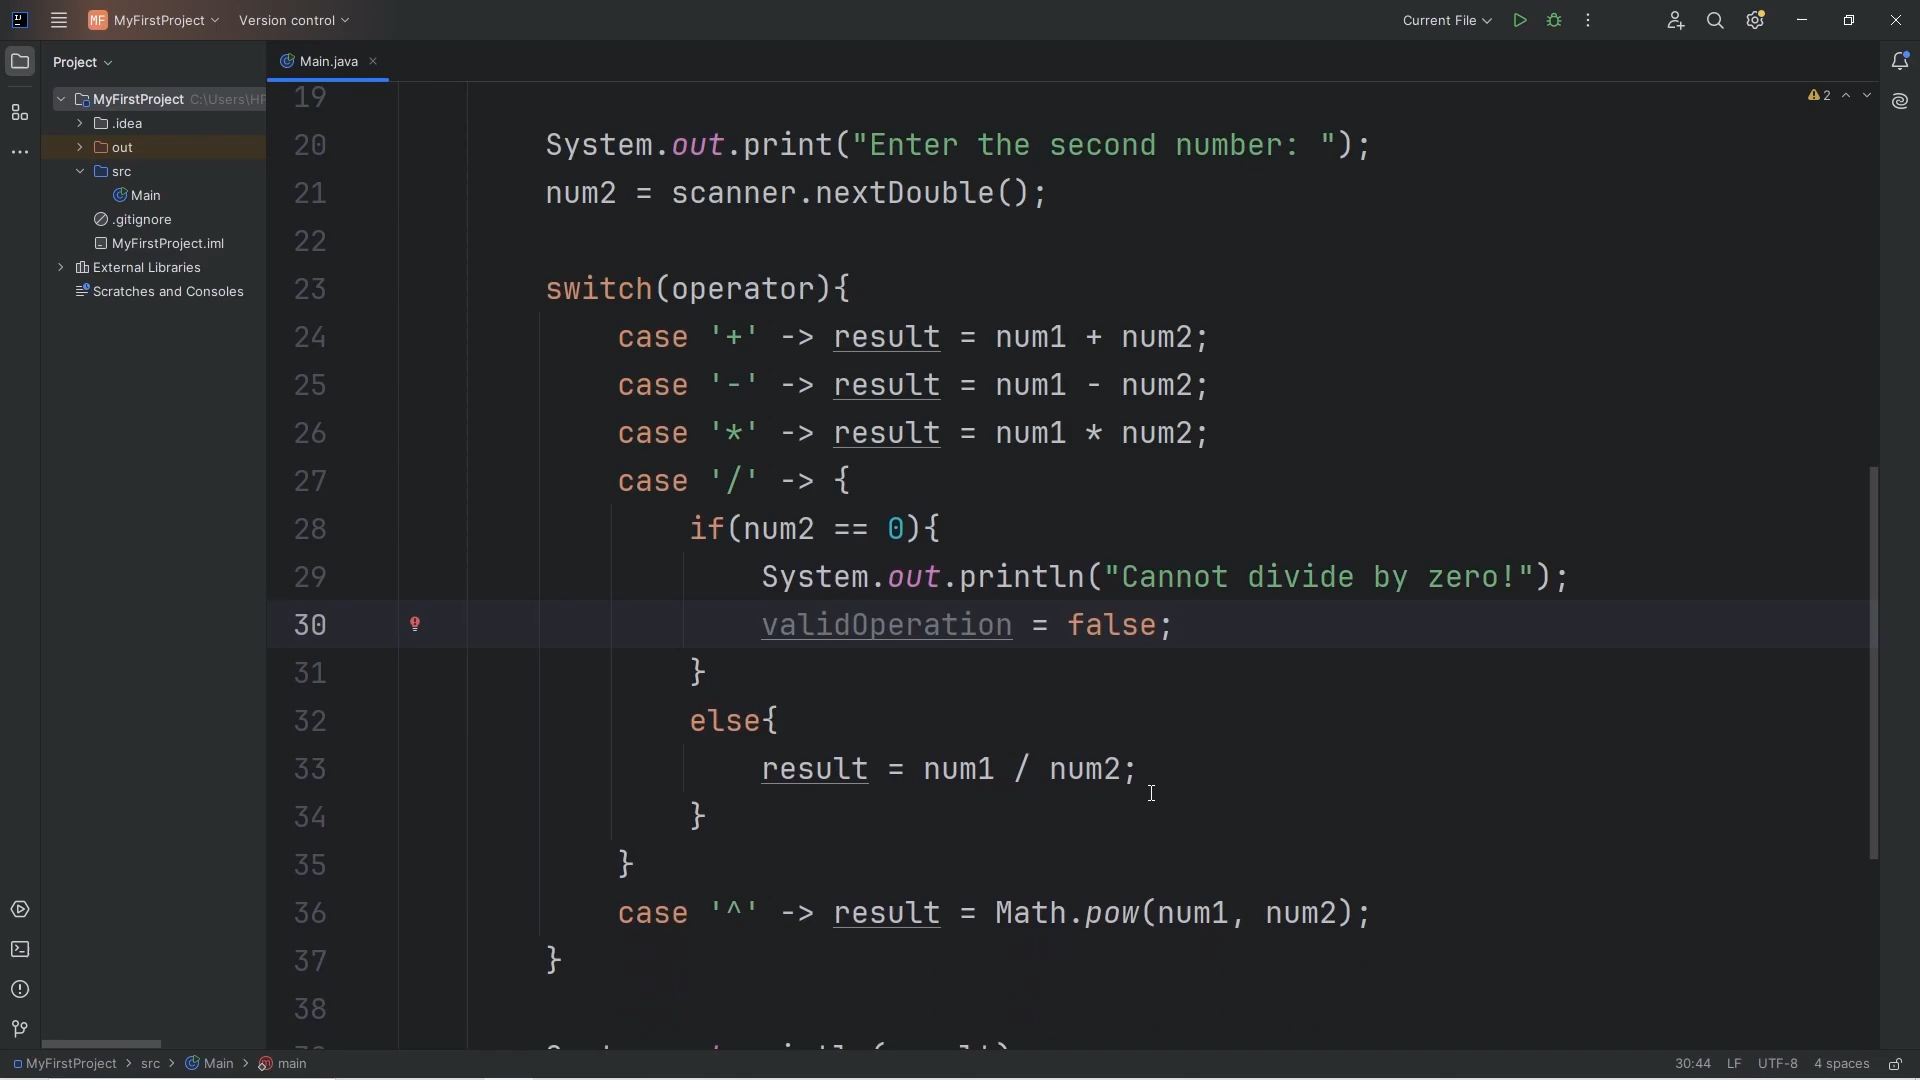 MF MyFirstProject Version control Current File
Project
Main.java
MyFirstProject C:\Users\HP
.idea
out
src
Main
.gitignore
MyFirstProject.iml
External Libraries
Scratches and Consoles
2
19
20 System.out.print("Enter the second number: ");
21 num2 = scanner.nextDouble();
22
23 switch(operator){
24 case '+' -> result = num1 + num2;
25 case '-' -> result = num1 - num2;
26 case '*' -> result = num1 * num2;
27 case '/' -> {
28 if(num2 == 0){
29 System.out.println("Cannot divide by zero!");
30 validOperation = false;
31 }
32 else{
33 result = num1 / num2;
34 }
35 }
36 case '^' -> result = Math.pow(num1, num2);
37 }
38
MyFirstProject > src > Main > main 30:44 LF UTF-8 4 spaces